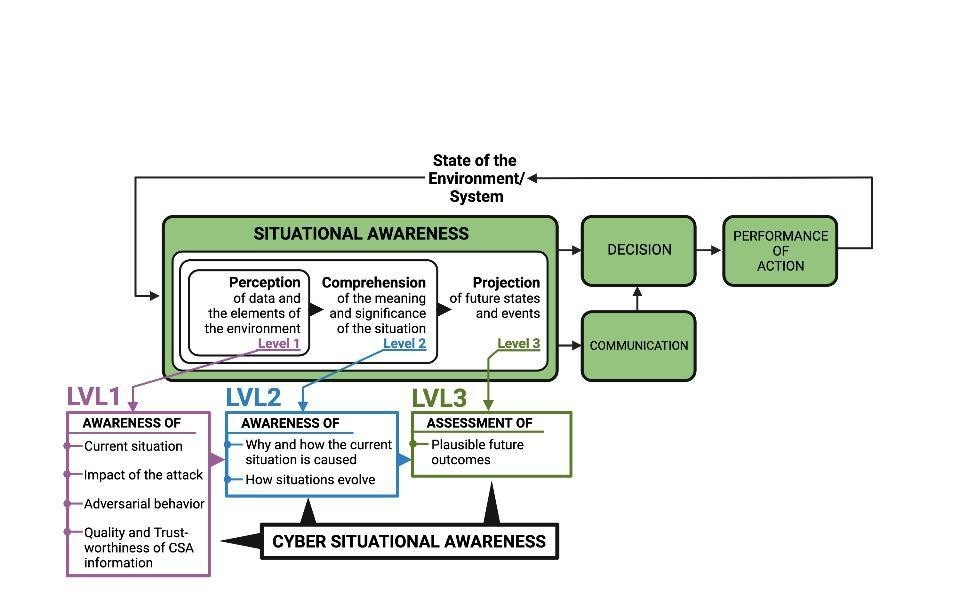 State of the
Environment/
System
SITUATIONAL AWARENESS
Perception
of data and
the elements of
the environment
Level 1
Comprehension
of the meaning
and significance
of the situation
Level 2
Projection
of future states
and events
Level 3
DECISION
PERFORMANCE
OF
ACTION
COMMUNICATION
LVL1
AWARENESS OF
Current situation
Impact of the attack
Adversarial behavior
Quality and Trust-
worthiness of CSA
information
LVL2
AWARENESS OF
Why and how the current
situation is caused
How situations evolve
LVL3
ASSESSMENT OF
Plausible future
outcomes
CYBER SITUATIONAL AWARENESS